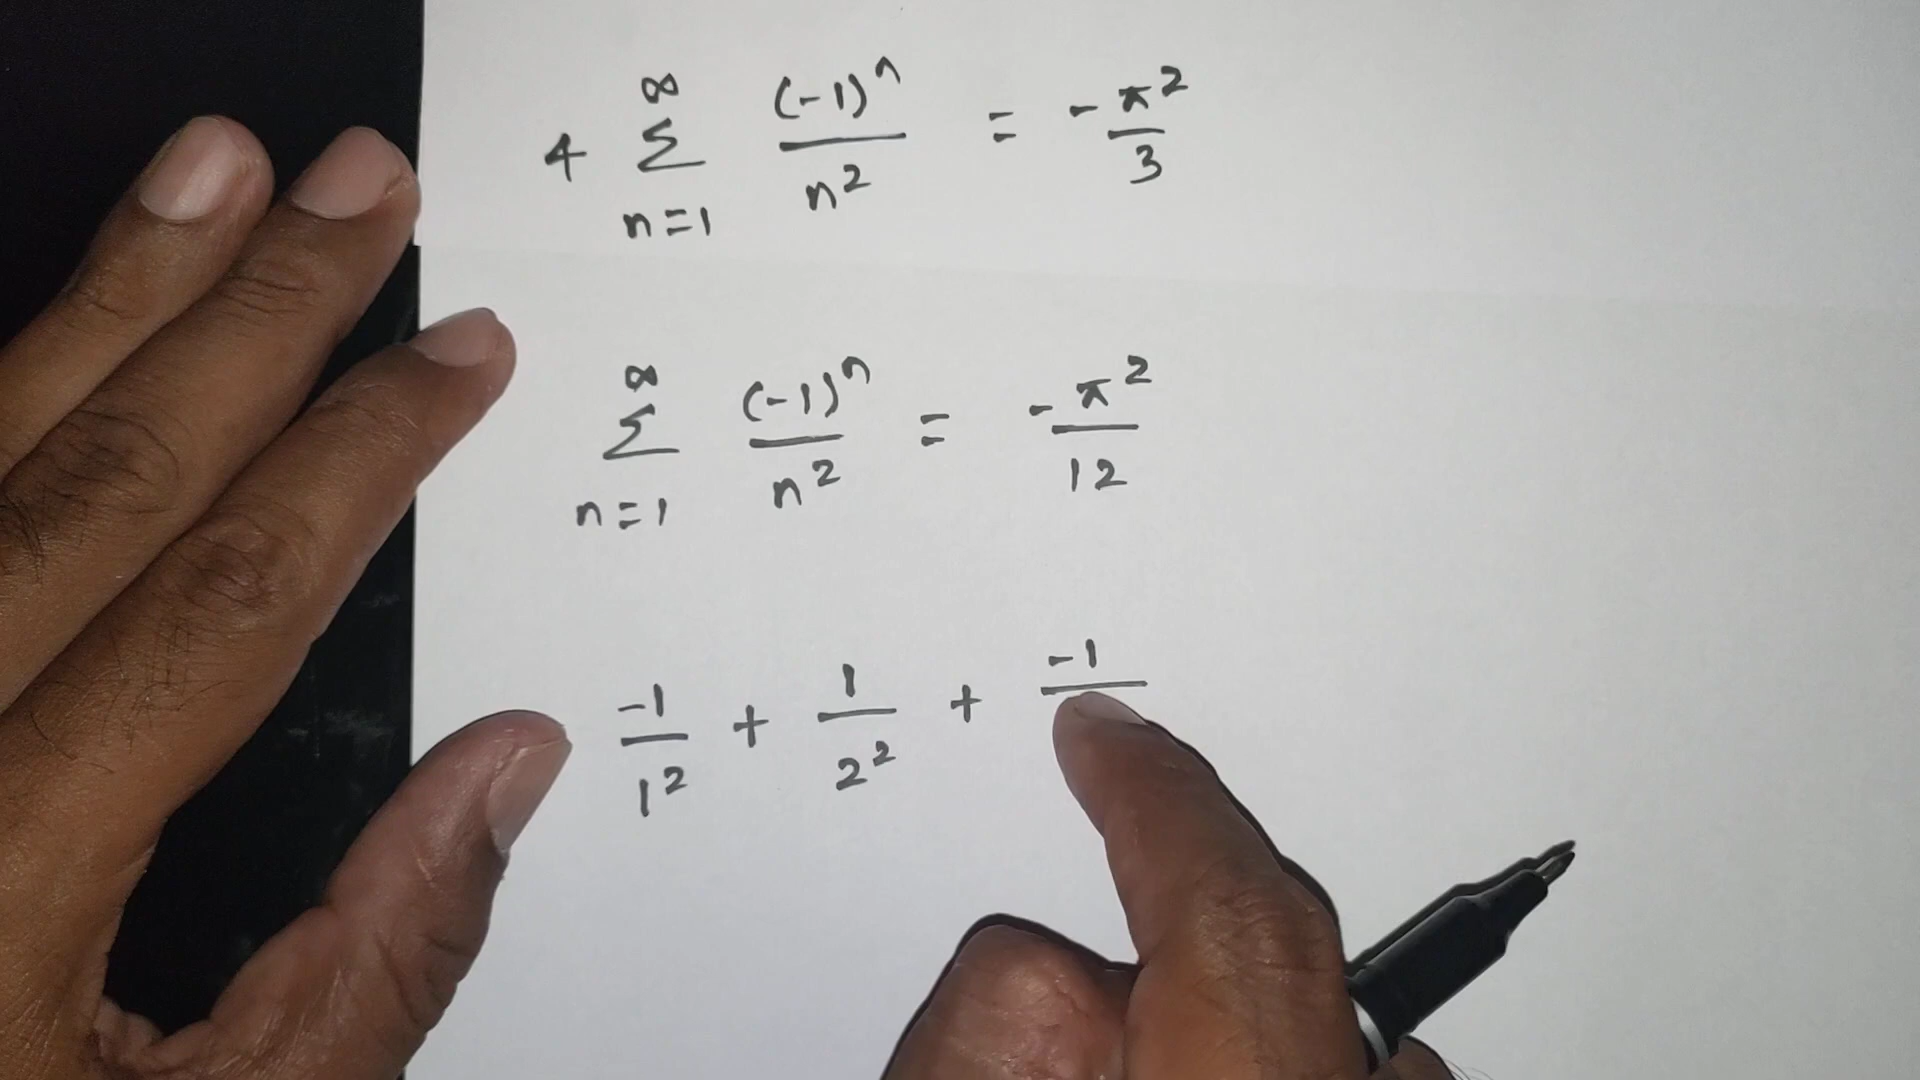 4 ∑_{n=1}^{∞} (-1)^n / n^2 = -π^2 / 3
∑_{n=1}^{∞} (-1)^n / n^2 = -π^2 / 12
-1 / 1^2 + 1 / 2^2 + -1 /